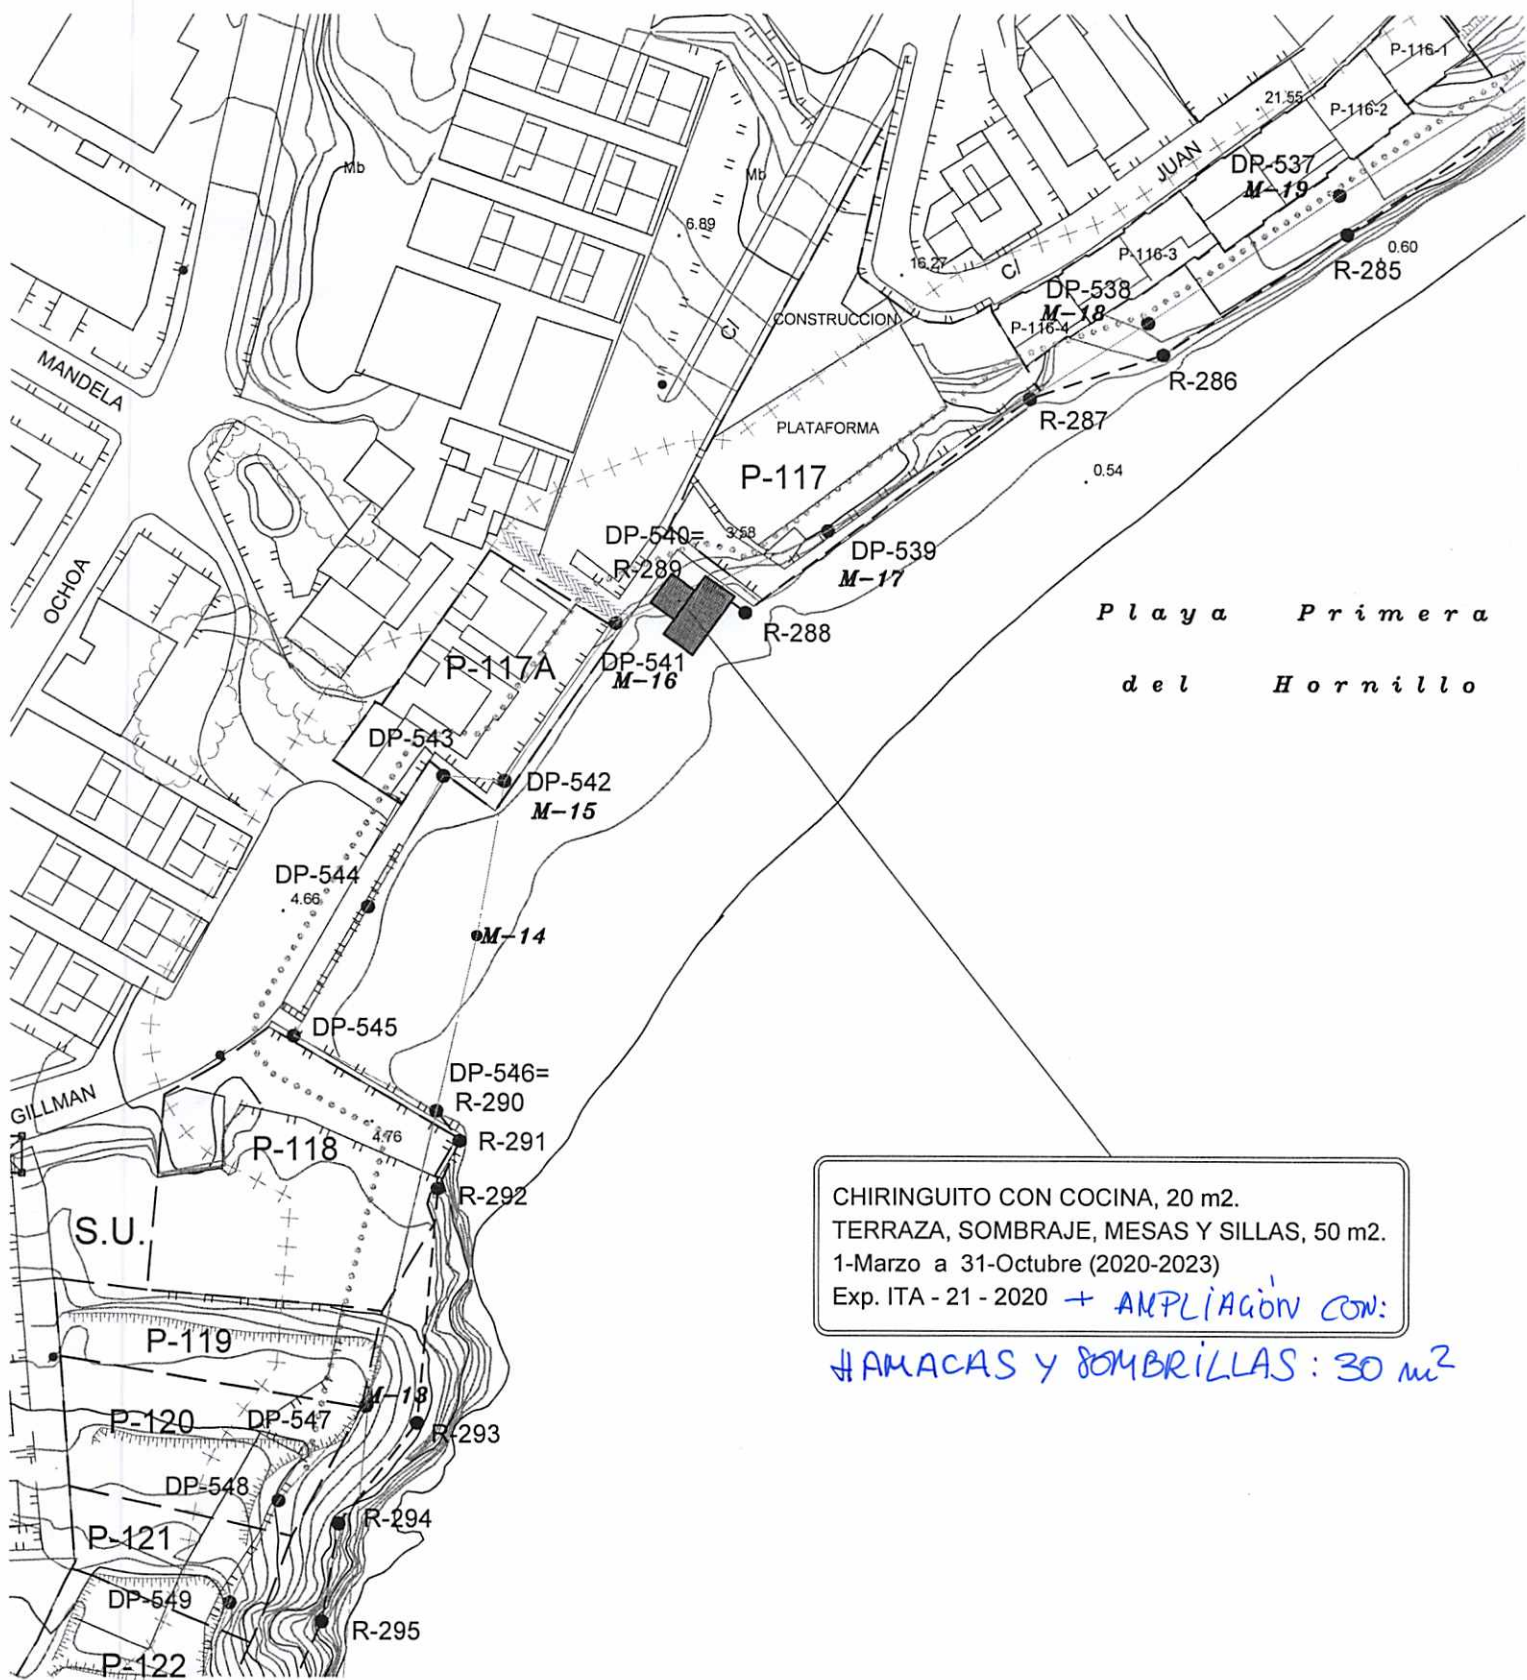 P-116-1
21.55
P-116-2
JUAN
DP-537
M-19
Mb
Mb
6.89
0.60
P-116-3
16.27
C/
R-285
DP-538
M-18
CONSTRUCCION
P-116-4
C/
MANDELA
R-286
R-287
PLATAFORMA
P-117
0.54
3.58
DP-540=
R-289
DP-539
M-17
OCHOA
Playa Primera
R-288
P-117A
DP-541
M-16
del Hornillo
DP-543
DP-542
M-15
DP-544
4.66
M-14
DP-545
DP-546=
R-290
GILLMAN
4.76
R-291
P-118
R-292
S.U.
CHIRINGUITO CON COCINA, 20 m2.
TERRAZA, SOMBRAJE, MESAS Y SILLAS, 50 m2.
1-Marzo a 31-Octubre (2020-2023)
Exp. ITA - 21 - 2020 + AMPLIACIÓN CON:
HAMACAS Y SOMBRILLAS: 30 m2
P-119
M-13
P-120
DP-547
R-293
DP-548
R-294
P-121
DP-549
R-295
P-122